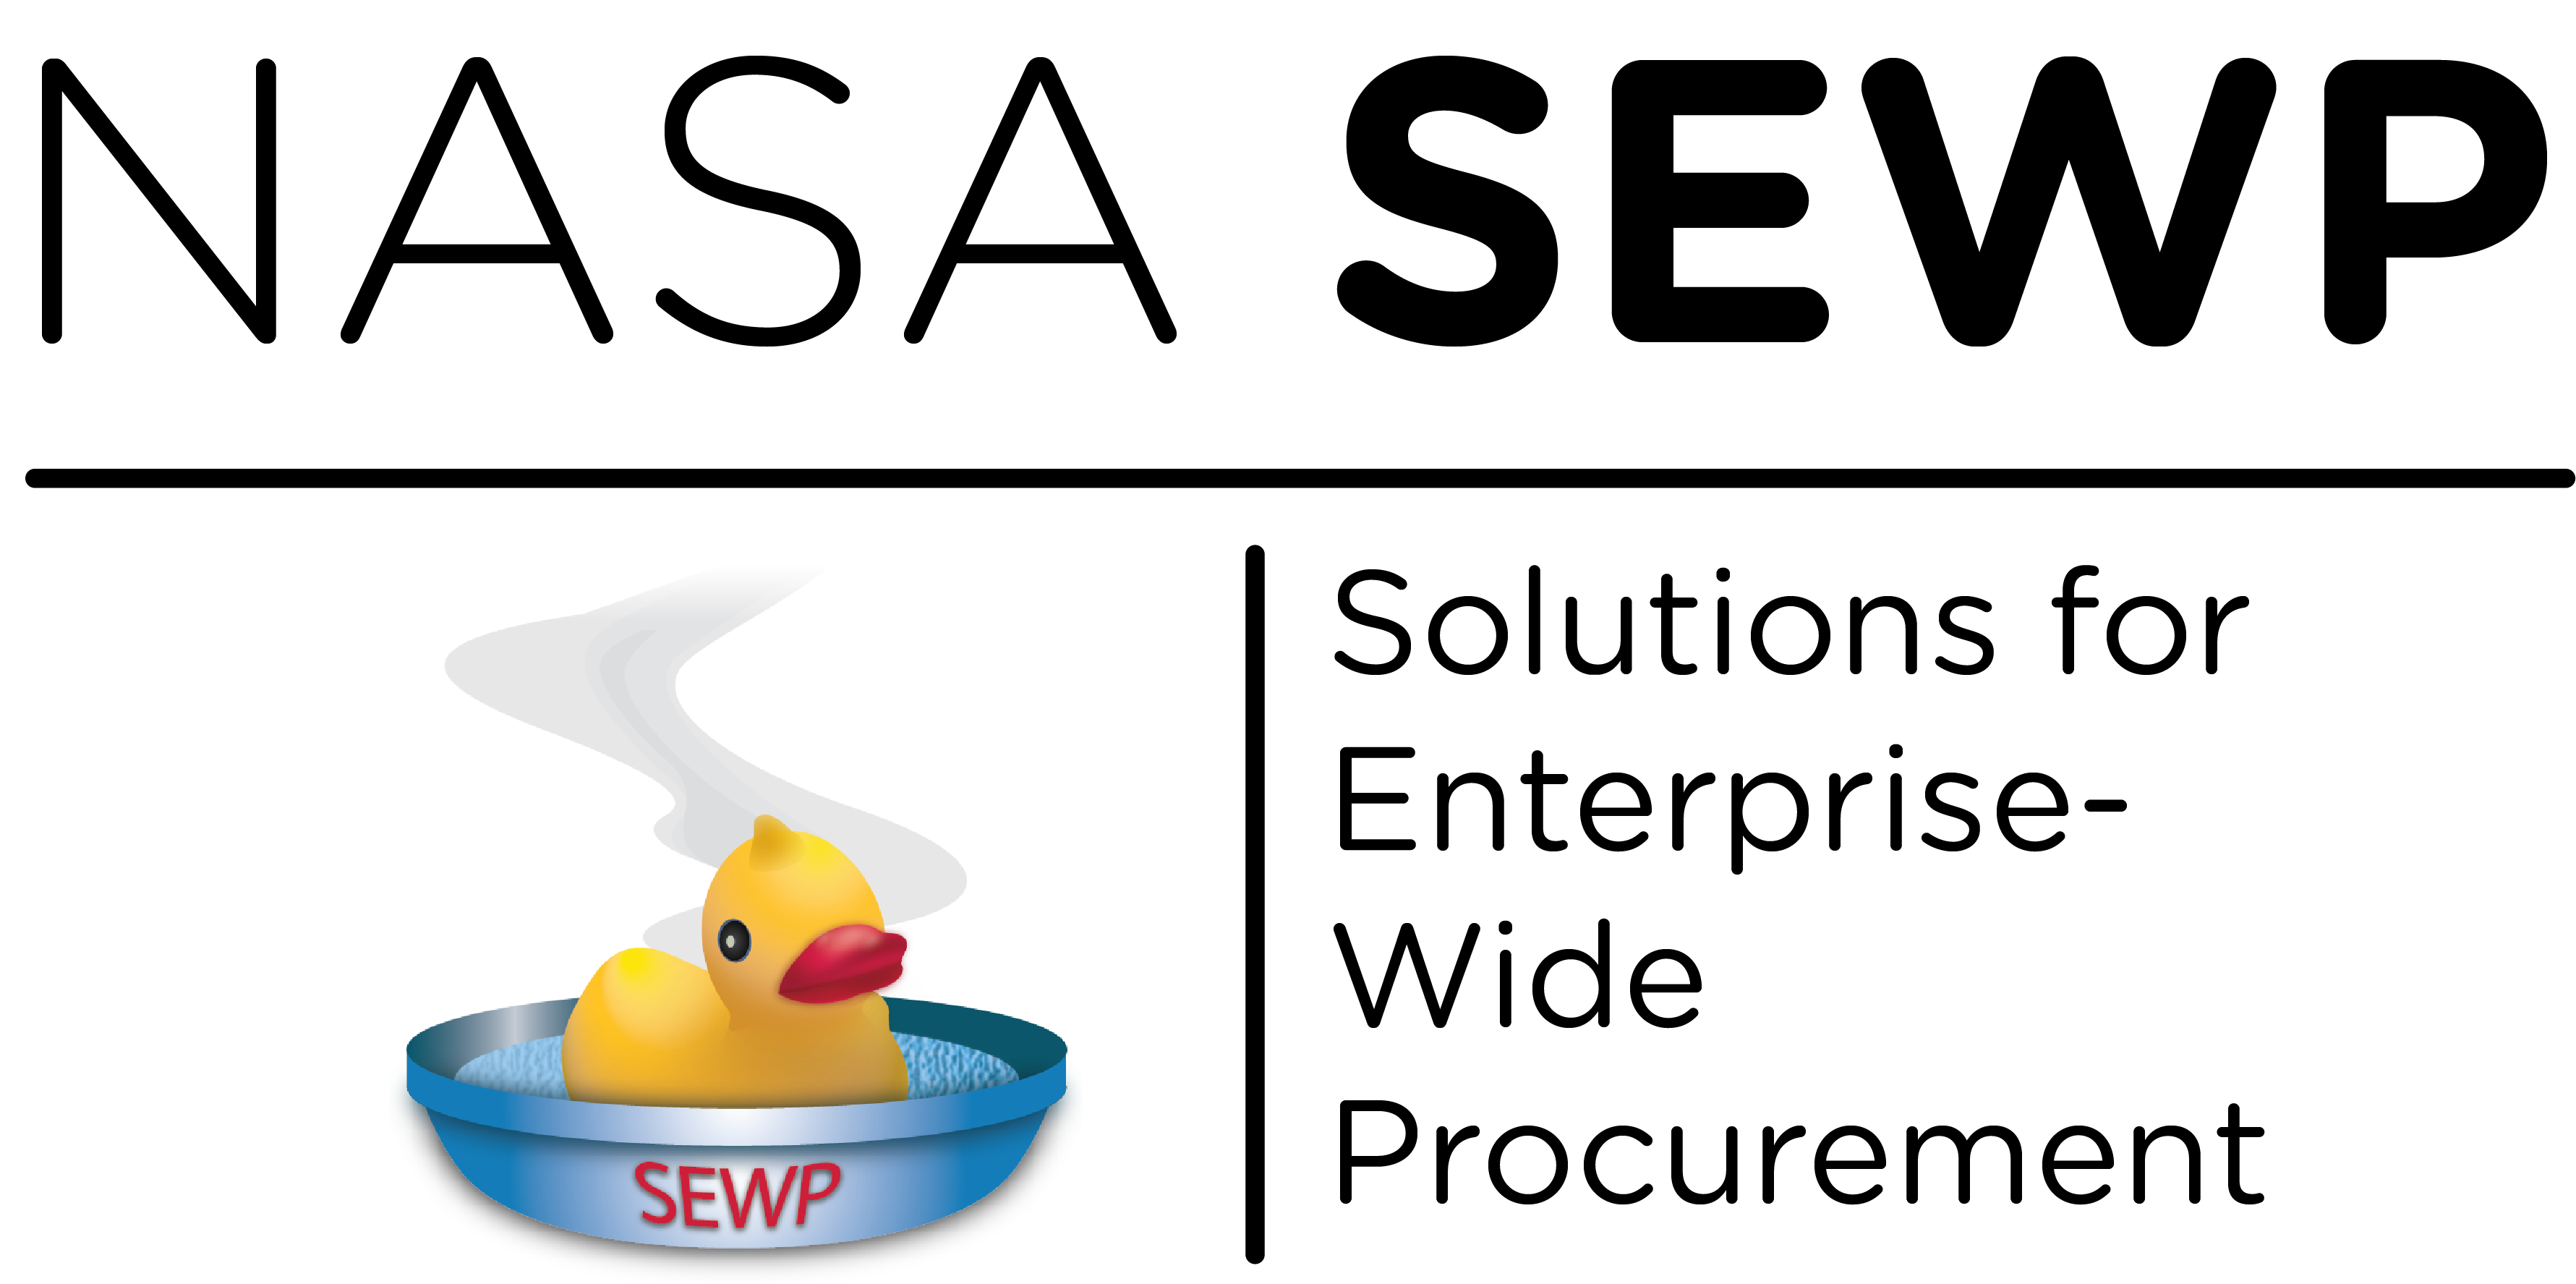 NASA SEWP
Solutions for
Enterprise-
Wide
Procurement
SEWP